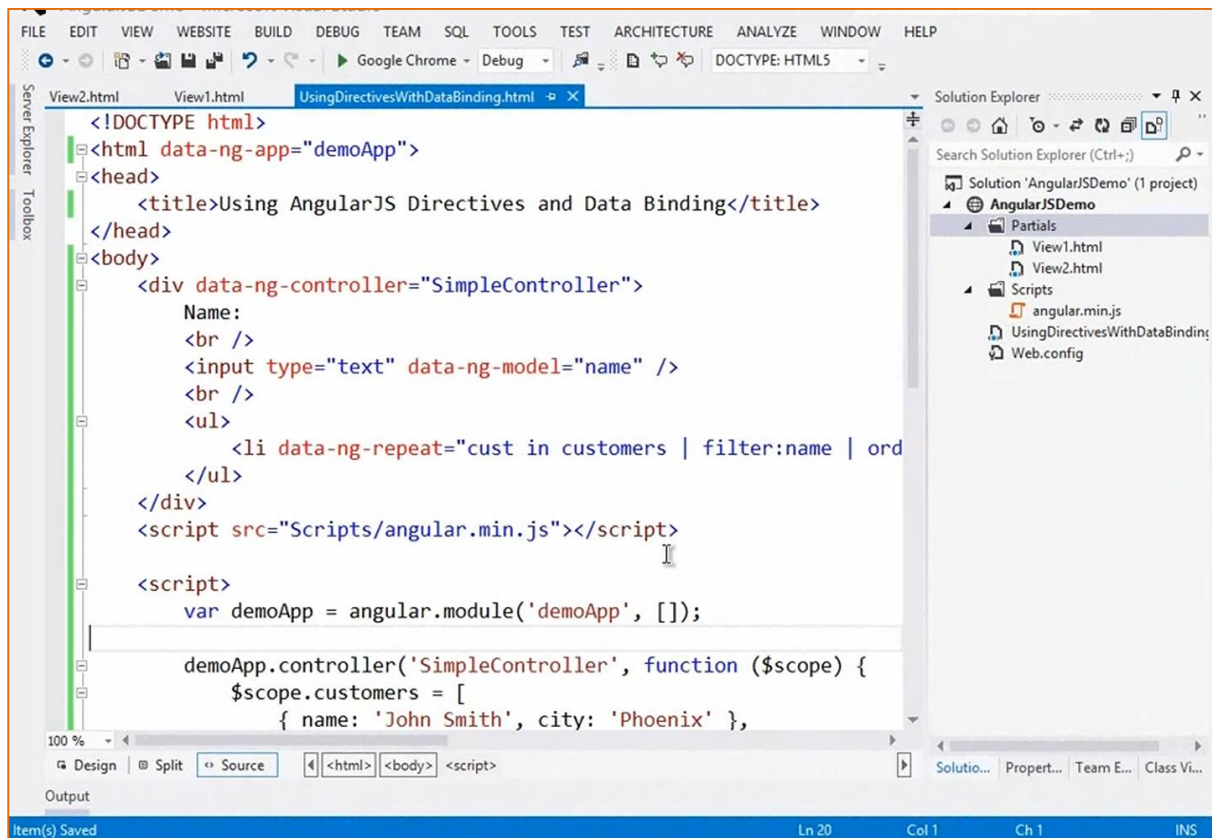 FILE EDIT VIEW WEBSITE BUILD DEBUG TEAM SQL TOOLS TEST ARCHITECTURE ANALYZE WINDOW HELP
Google Chrome Debug DOCTYPE: HTML5
Server Explorer
Toolbox
View2.html View1.html UsingDirectivesWithDataBinding.html
<!DOCTYPE html>
<html data-ng-app="demoApp">
<head>
<title>Using AngularJS Directives and Data Binding</title>
</head>
<body>
<div data-ng-controller="SimpleController">
Name:
<br />
<input type="text" data-ng-model="name" />
<br />
<ul>
<li data-ng-repeat="cust in customers | filter:name | ord
</ul>
</div>
<script src="Scripts/angular.min.js"></script>
<script>
var demoApp = angular.module('demoApp', []);
demoApp.controller('SimpleController', function ($scope) {
$scope.customers = [
{ name: 'John Smith', city: 'Phoenix' },
100 %
Design Split Source <html> <body> <script>
Output
Solution Explorer
Search Solution Explorer (Ctrl+;)
Solution 'AngularJSDemo' (1 project)
AngularJSDemo
Partials
View1.html
View2.html
Scripts
angular.min.js
UsingDirectivesWithDataBinding
Web.config
Solutio... Propert... Team E... Class Vi...
Item(s) Saved Ln 20 Col 1 Ch 1 INS